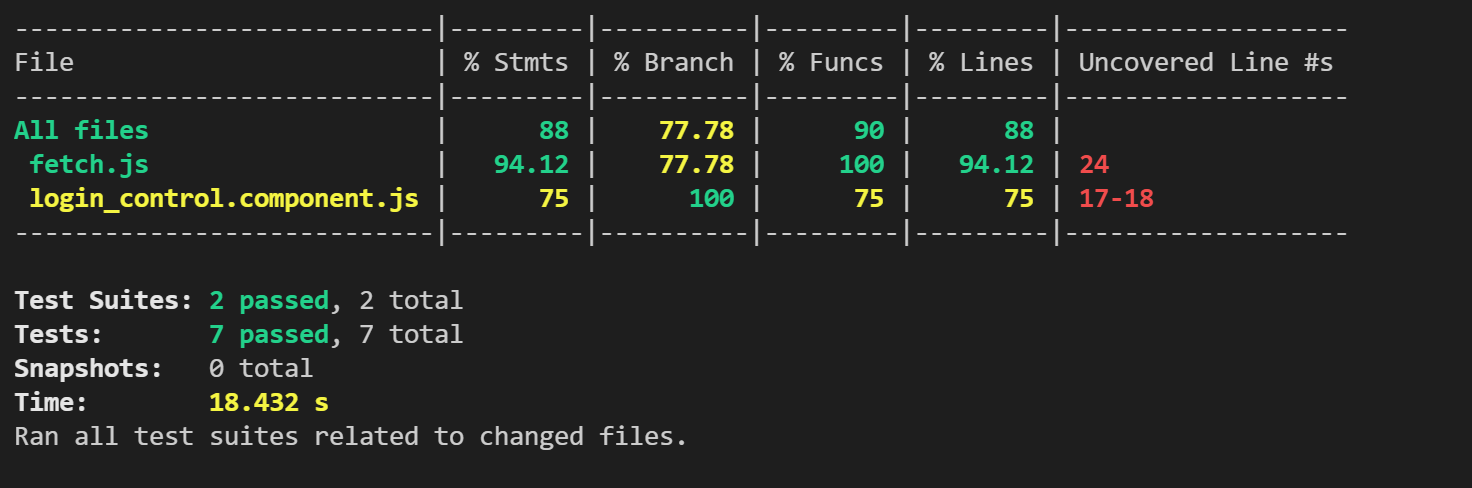 ----------------------------|---------|----------|---------|---------|-------------------
File                        | % Stmts | % Branch | % Funcs | % Lines | Uncovered Line #s
----------------------------|---------|----------|---------|---------|-------------------
All files                   |      88 |    77.78 |      90 |      88 |
 fetch.js                   |   94.12 |    77.78 |     100 |   94.12 | 24
 login_control.component.js |      75 |      100 |      75 |      75 | 17-18
----------------------------|---------|----------|---------|---------|-------------------
Test Suites: 2 passed, 2 total
Tests:       7 passed, 7 total
Snapshots:   0 total
Time:        18.432 s
Ran all test suites related to changed files.